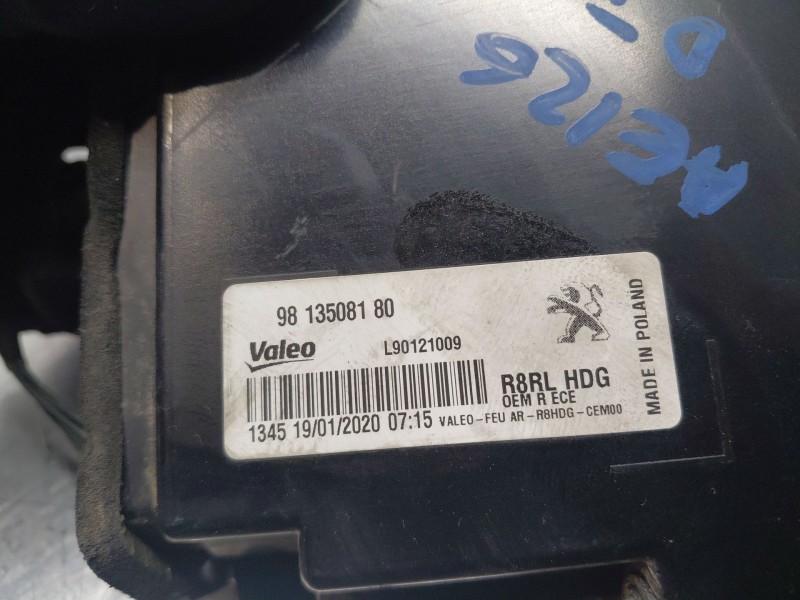 AE126
D
98 135081 80
Valeo
L90121009
R8RL HDG
OEM R ECE
1345 19/01/2020 07:15 VALEO-FEU AR-R8HDG-CEM00
MADE IN POLAND